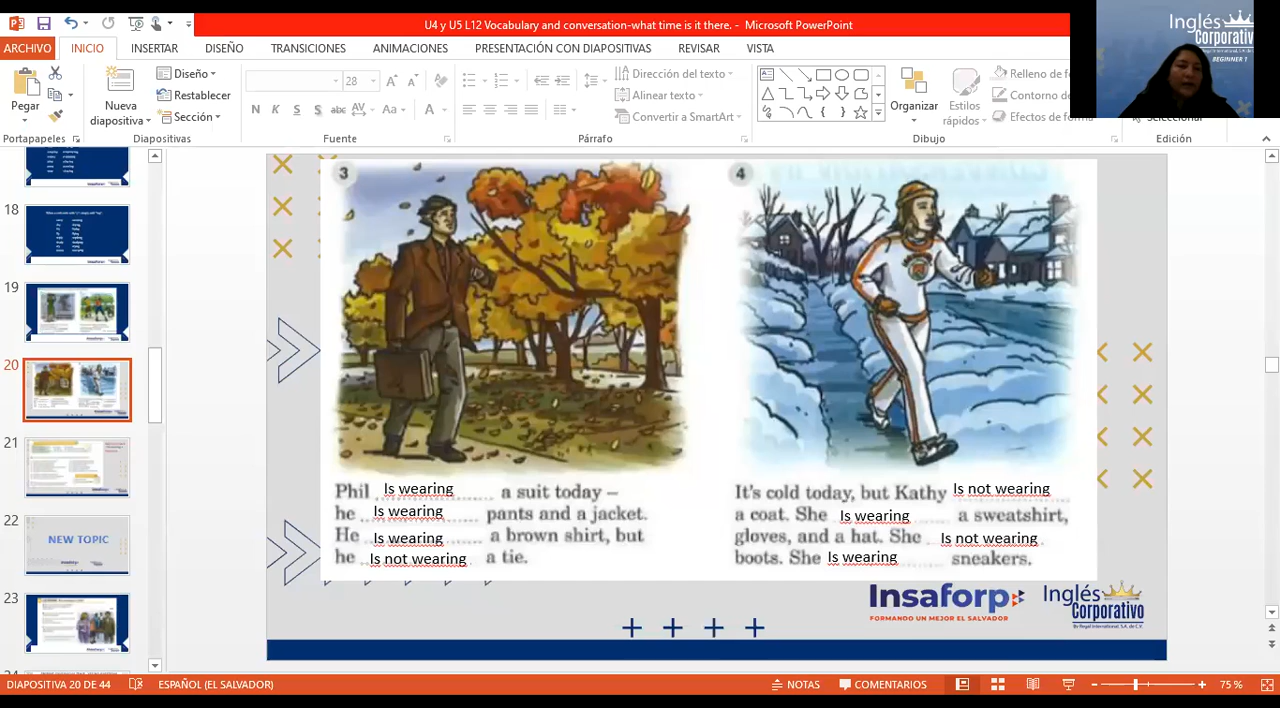 U4 y U5 L12 Vocabulary and conversation-what time is it there. - Microsoft PowerPoint
Inglés
Corporativo
BEGINNER 1
ARCHIVO INICIO INSERTAR DISEÑO TRANSICIONES ANIMACIONES PRESENTACIÓN CON DIAPOSITIVAS REVISAR VISTA
Pegar
Nueva
diapositiva
Diseño
Restablecer
Sección
28
N K S S abc AV Aa A
Dirección del texto
Alinear texto
Convertir a SmartArt
Organizar
Estilos
rápidos
Relleno de f
Contorno de
Efectos de forma
Seleccionar
Portapapeles Diapositivas Fuente Párrafo Dibujo Edición
18
19
20
21
22
NEW TOPIC
23
3
Phil Is wearing a suit today –
he Is wearing pants and a jacket.
He Is wearing a brown shirt, but
he Is not wearing a tie.
4
It's cold today, but Kathy Is not wearing
a coat. She Is wearing a sweatshirt,
gloves, and a hat. She Is not wearing
boots. She Is wearing sneakers.
Insaforp
FORMANDO UN MEJOR EL SALVADOR
Inglés
Corporativo
By Regal International, S.A. de C.V.
DIAPOSITIVA 20 DE 44 ESPAÑOL (EL SALVADOR) NOTAS COMENTARIOS 75 %